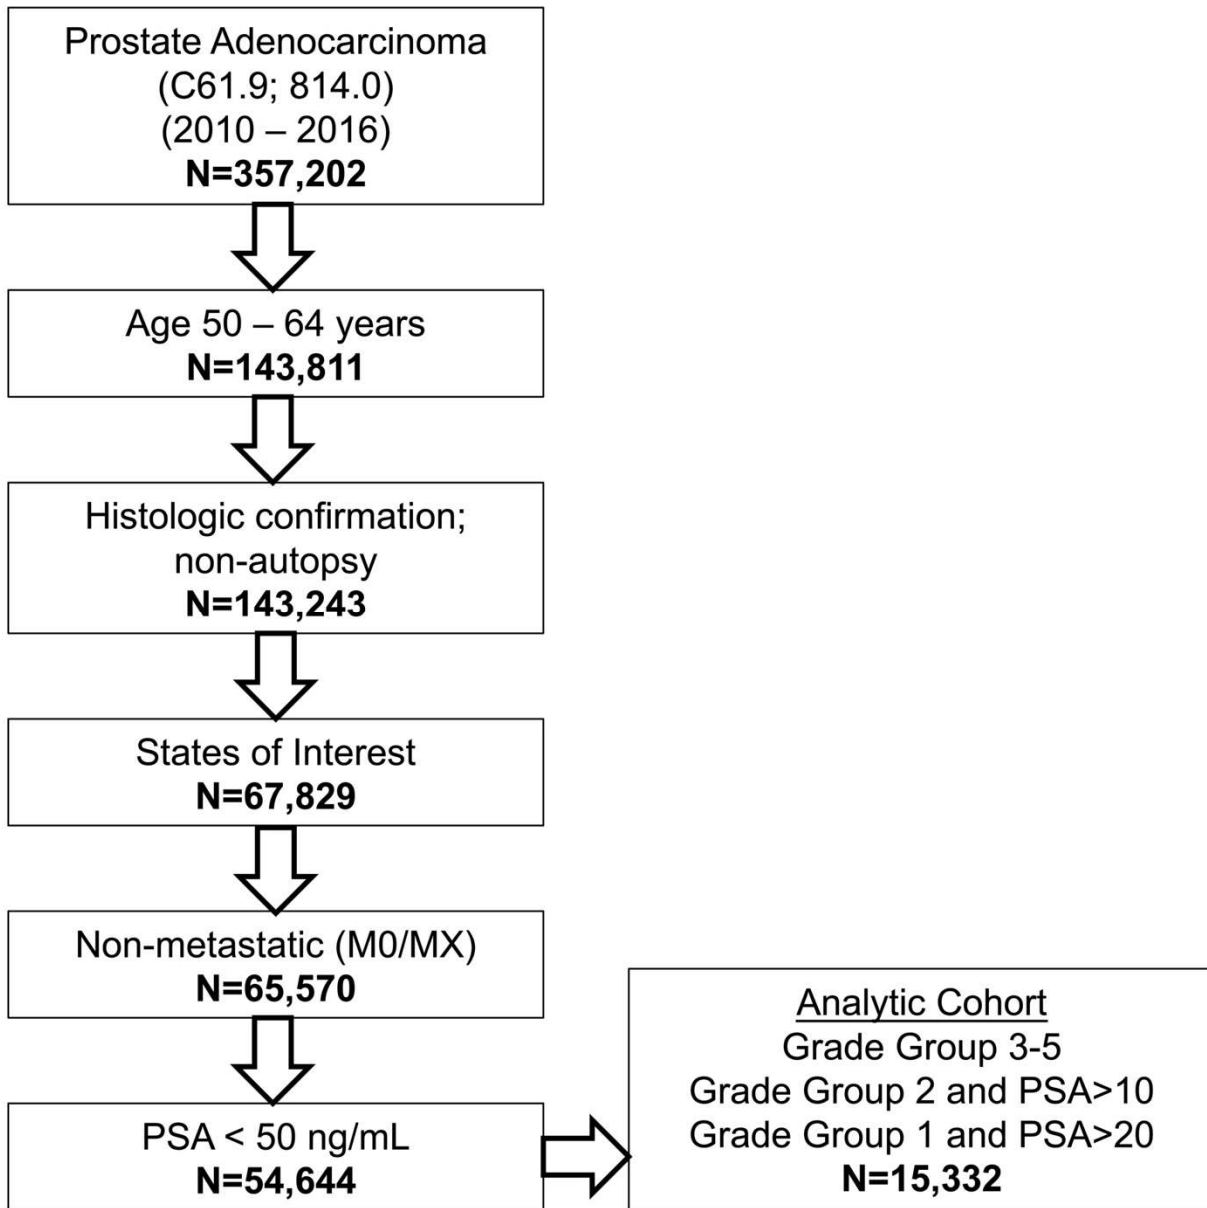 Prostate Adenocarcinoma
(C61.9; 814.0)
(2010 – 2016)
N=357,202
Age 50 – 64 years
N=143,811
Histologic confirmation;
non-autopsy
N=143,243
States of Interest
N=67,829
Non-metastatic (M0/MX)
N=65,570
PSA < 50 ng/mL
N=54,644
Analytic Cohort
Grade Group 3-5
Grade Group 2 and PSA>10
Grade Group 1 and PSA>20
N=15,332